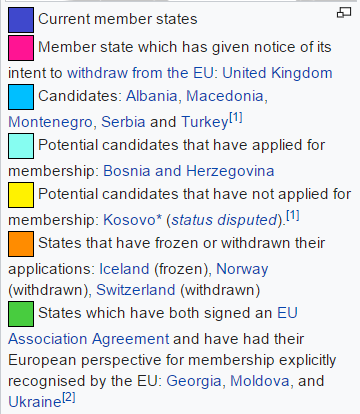 Current member states
Member state which has given notice of its
intent to withdraw from the EU: United Kingdom
Candidates: Albania, Macedonia,
Montenegro, Serbia and Turkey[1]
Potential candidates that have applied for
membership: Bosnia and Herzegovina
Potential candidates that have not applied for
membership: Kosovo* (status disputed).[1]
States that have frozen or withdrawn their
applications: Iceland (frozen), Norway
(withdrawn), Switzerland (withdrawn)
States which have both signed an EU
Association Agreement and have had their
European perspective for membership explicitly
recognised by the EU: Georgia, Moldova, and
Ukraine[2]